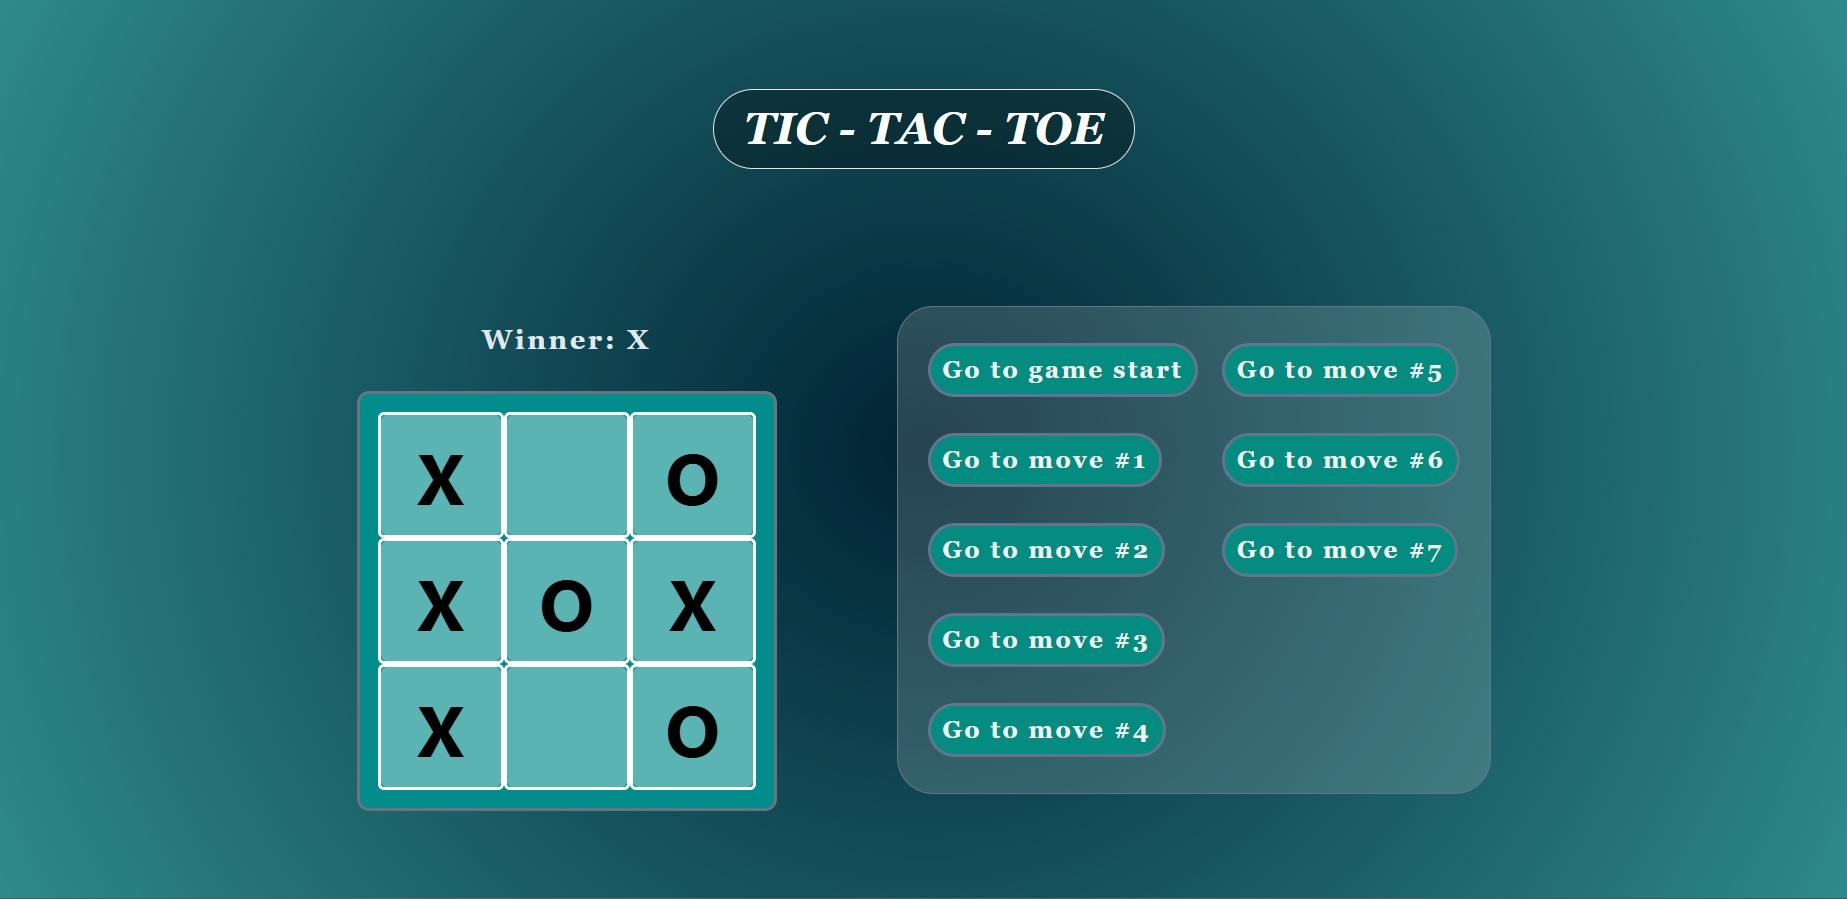 TIC - TAC - TOE
Winner: X
X O
X O X
X O
Go to game start
Go to move #1
Go to move #2
Go to move #3
Go to move #4
Go to move #5
Go to move #6
Go to move #7